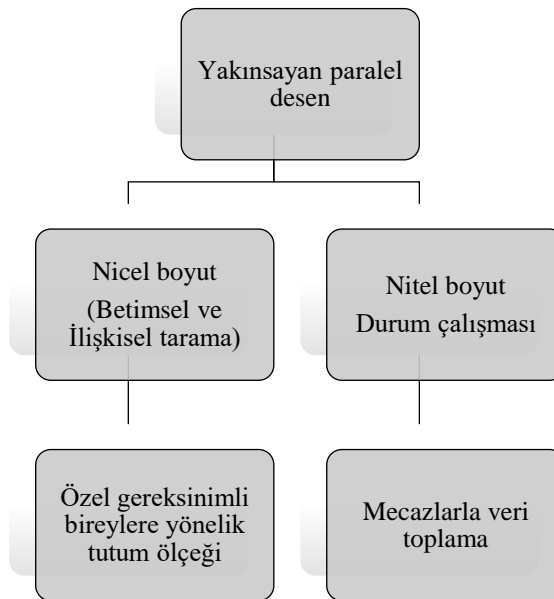 Yakınsayan paralel
desen
Nicel boyut
(Betimsel ve
İlişkisel tarama)
Nitel boyut
Durum çalışması
Özel gereksinimli
bireylere yönelik
tutum ölçeği
Mecazlarla veri
toplama